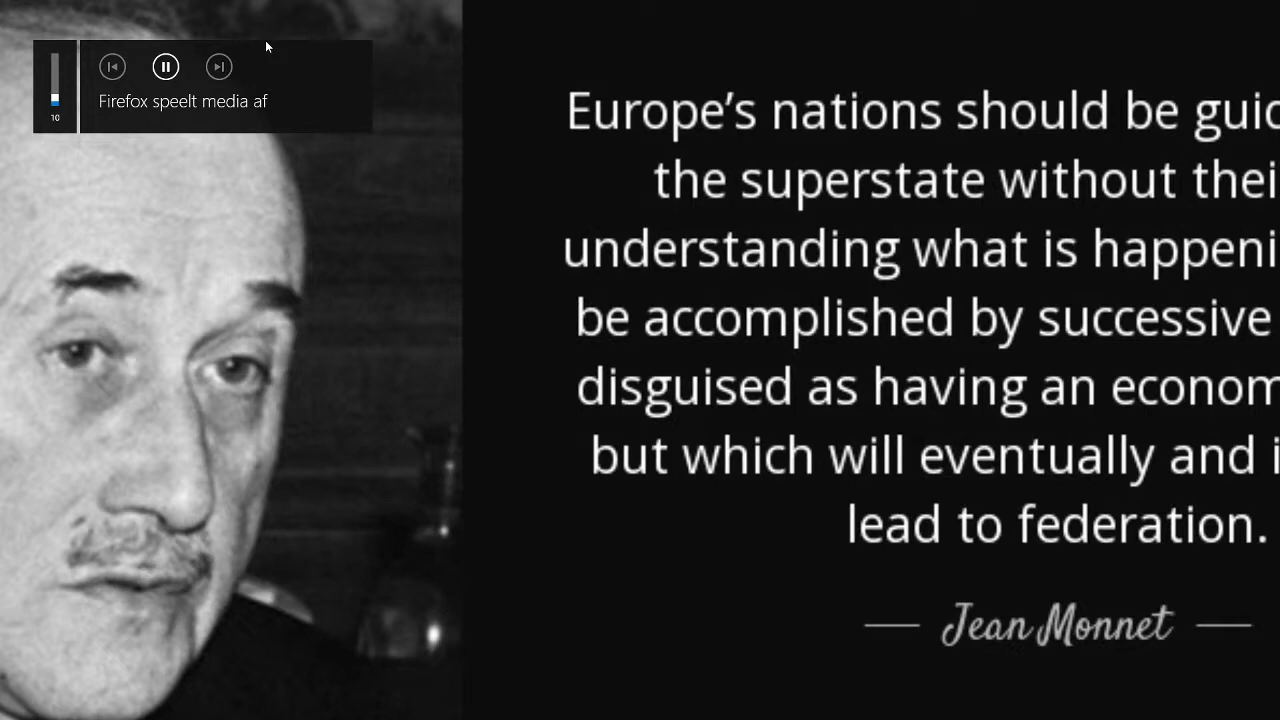 10
Firefox speelt media af
Europe’s nations should be
the superstate without
understanding what is
be accomplished by successive
disguised as having an
but which will eventually and
lead to federation.
Jean Monnet